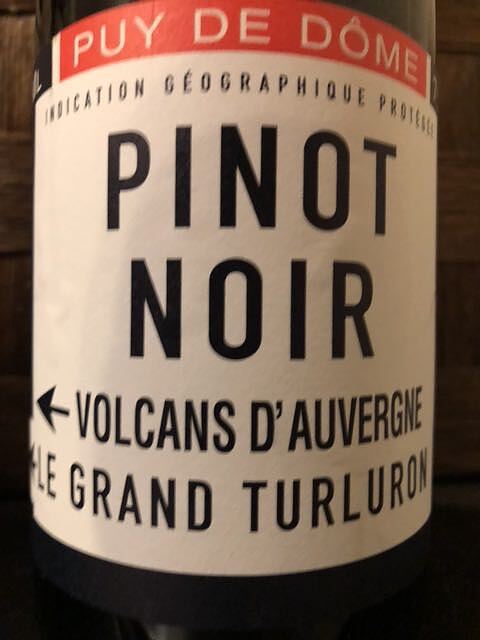 PUY DE DÔME
INDICATION GÉOGRAPHIQUE PROTÉGÉE
PINOT
NOIR
← VOLCANS D'AUVERGNE
← LE GRAND TURLURON